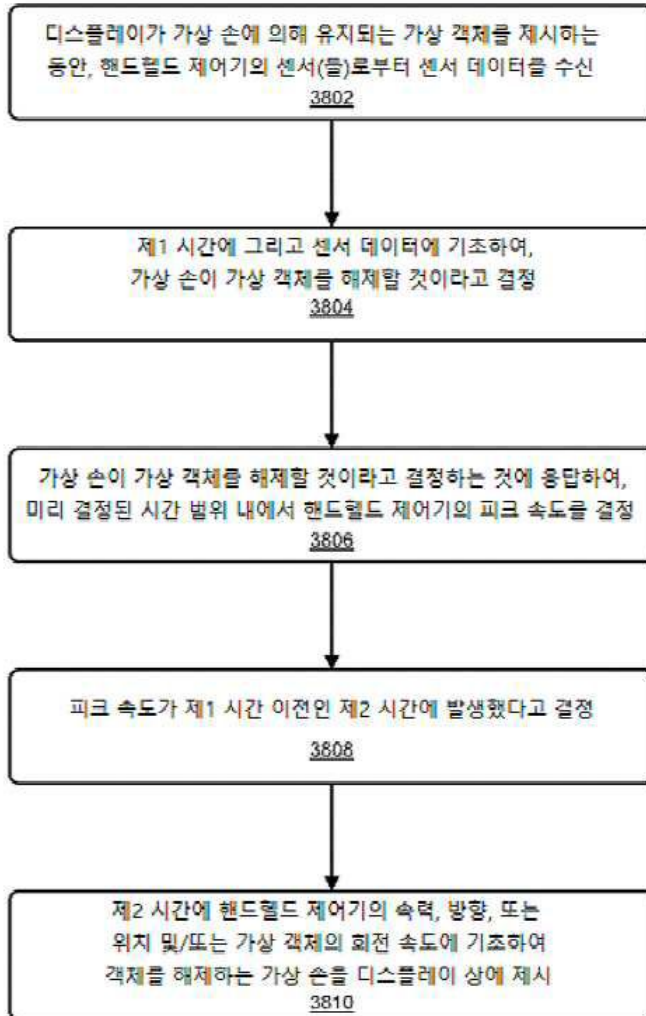 디스플레이가 가상 손에 의해 유지되는 가상 객체를 제시하는
동안, 핸드헬드 제어기의 센서(들)로부터 센서 데이터를 수신
3802
제1 시간에 그리고 센서 데이터에 기초하여,
가상 손이 가상 객체를 해제할 것이라고 결정
3804
가상 손이 가상 객체를 해제할 것이라고 결정하는 것에 응답하여,
미리 결정된 시간 범위 내에서 핸드헬드 제어기의 피크 속도를 결정
3806
피크 속도가 제1 시간 이전인 제2 시간에 발생했다고 결정
3808
제2 시간에 핸드헬드 제어기의 속력, 방향, 또는
위치 및/또는 가상 객체의 회전 속도에 기초하여
객체를 해제하는 가상 손을 디스플레이 상에 제시
3810